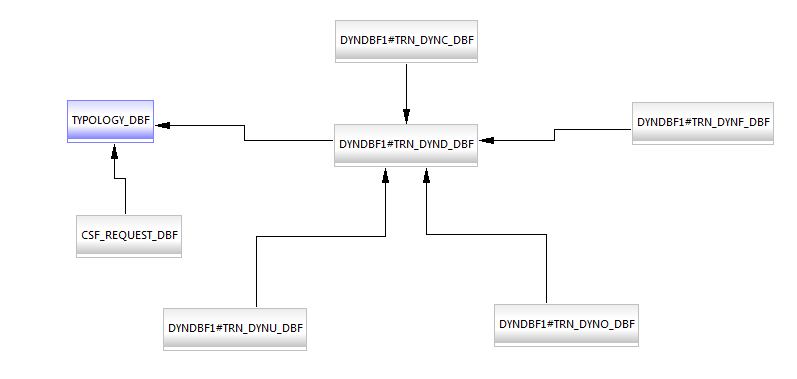 DYNDBF1#TRN_DYNC_DBF
TYPOLOGY_DBF
DYNDBF1#TRN_DYNF_DBF
DYNDBF1#TRN_DYND_DBF
CSF_REQUEST_DBF
DYNDBF1#TRN_DYNU_DBF
DYNDBF1#TRN_DYNO_DBF